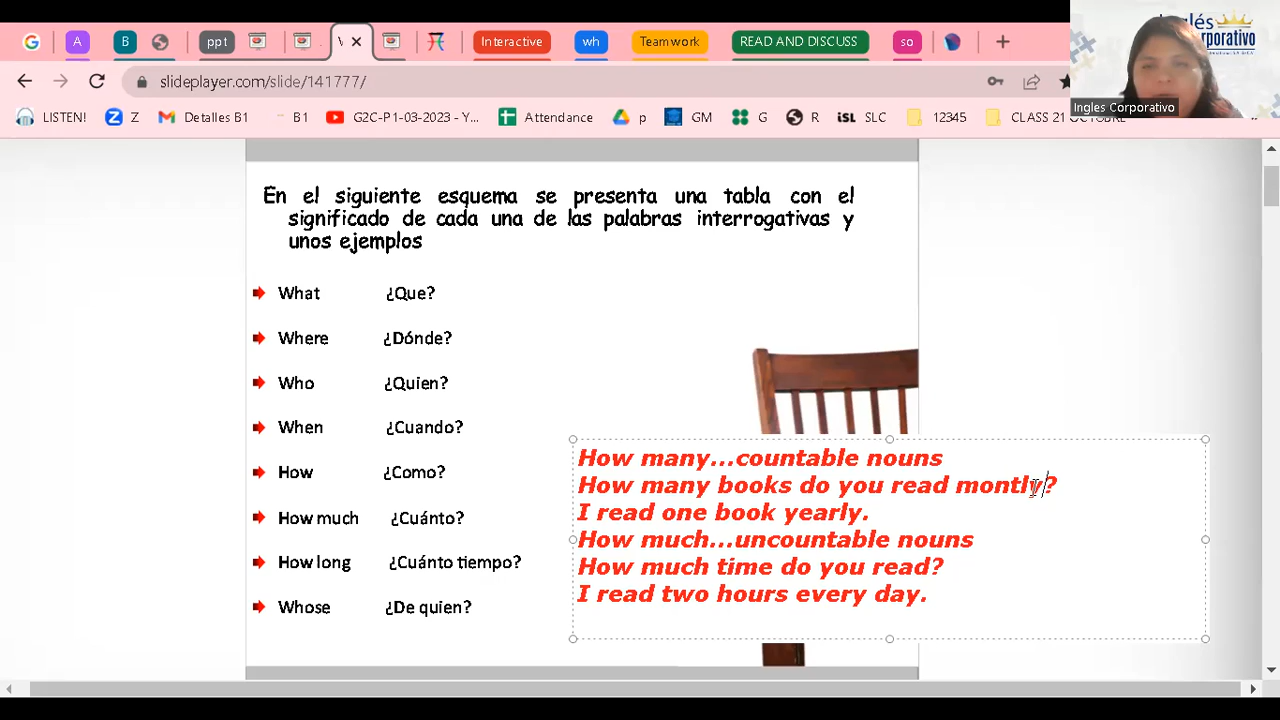 A
B
ppt
V
Interactive
wh
Teamwork
READ AND DISCUSS
so
Inglés
Corporativo
Ingles Corporativo
slideplayer.com/slide/141777/
LISTEN!
Z
Detalles B1
B1
G2C-P1-03-2023 - Y...
Attendance
p
GM
G
R
SLC
12345
CLASS 21 OCTUBRE
En el siguiente esquema se presenta una tabla con el
significado de cada una de las palabras interrogativas y
unos ejemplos
What ¿Que?
Where ¿Dónde?
Who ¿Quien?
When ¿Cuando?
How ¿Como?
How much ¿Cuánto?
How long ¿Cuánto tiempo?
Whose ¿De quien?
How many...countable nouns
How many books do you read montly?
I read one book yearly.
How much...uncountable nouns
How much time do you read?
I read two hours every day.